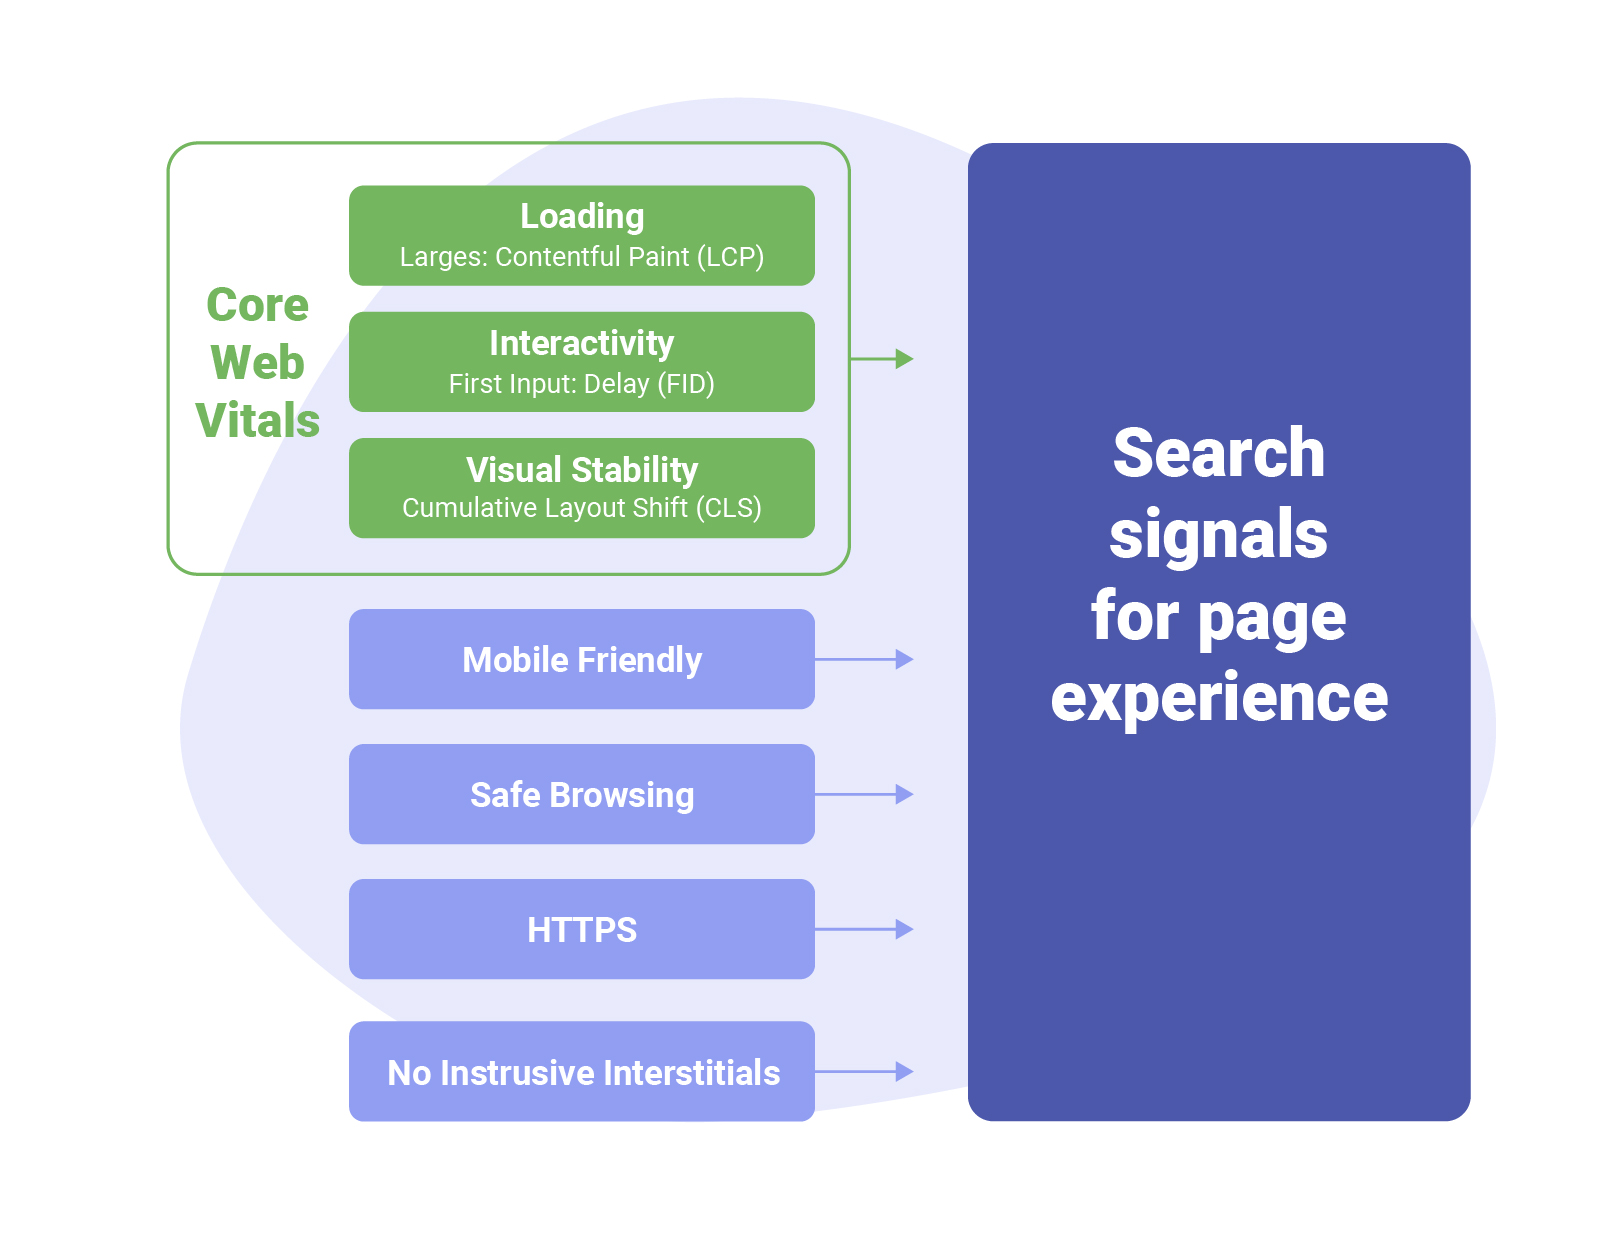 Core
Web
Vitals
Loading
Larges: Contentful Paint (LCP)
Interactivity
First Input: Delay (FID)
Visual Stability
Cumulative Layout Shift (CLS)
Mobile Friendly
Safe Browsing
HTTPS
No Instrusive Interstitials
Search
signals
for page
experience